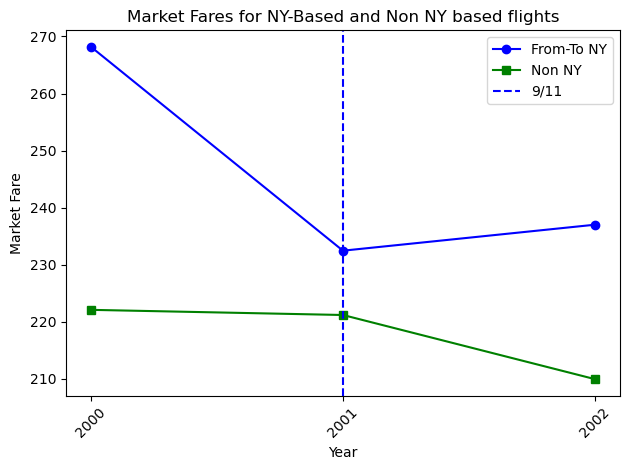 Market Fares for NY-Based and Non NY based flights
From-To NY
Non NY
9/11
270
260
250
240
230
220
210
Market Fare
2000
2001
2002
Year